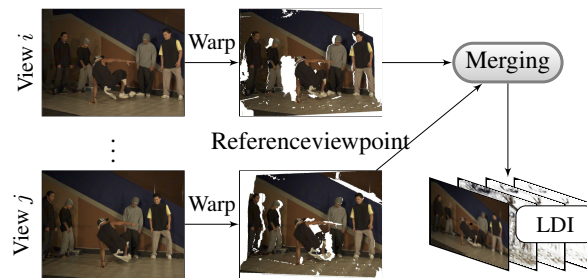 View i
Warp
Merging
Referenceviewpoint
⋮
View j
Warp
LDI